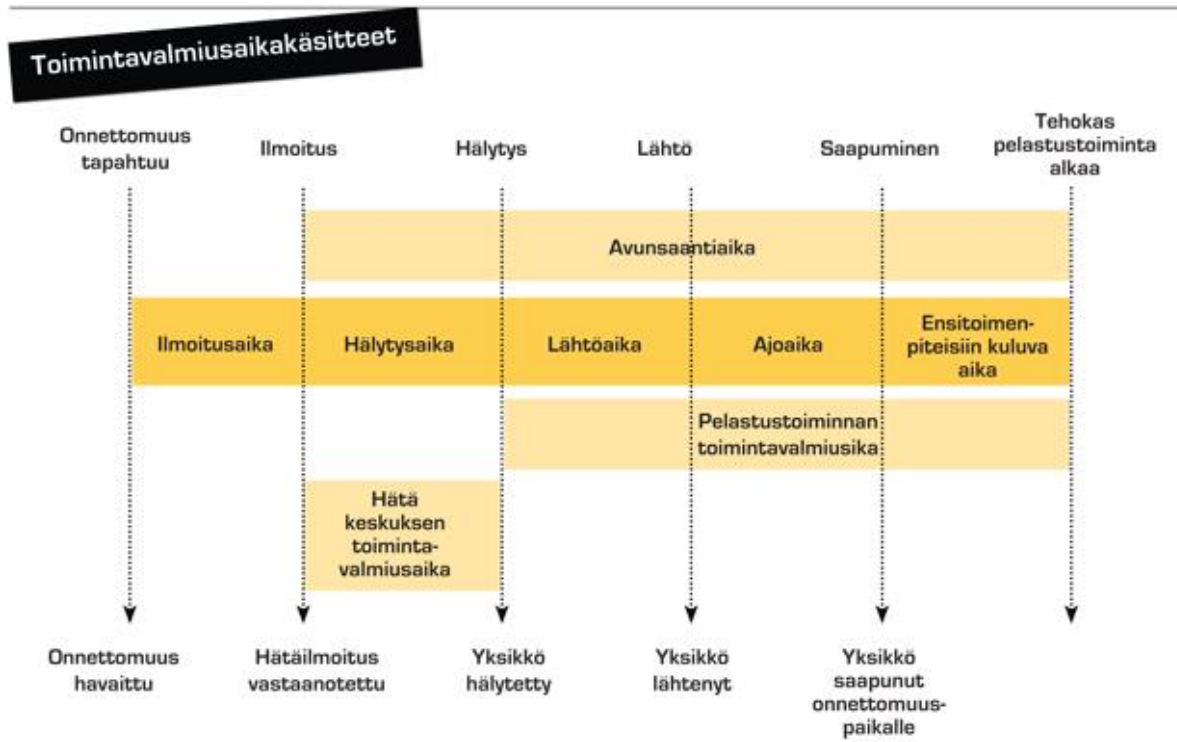 Toimintavalmiusaikakäsitteet
Onnettomuus
tapahtuu
Ilmoitus
Hälytys
Lähtö
Saapuminen
Tehokas
pelastustoiminta
alkaa
Avunsaantiaika
Ilmoitusaika
Hälytysaika
Lähtöaika
Ajoaika
Ensitoimen-
piteisiin kuluva
aika
Pelastustoiminnan
toimintavalmiusika
Hätä
keskuksen
toiminta-
valmiusaika
Onnettomuus
havaittu
Hätäilmoitus
vastaanotettu
Yksikkö
hälytetty
Yksikkö
lähtenyt
Yksikkö
saapunut
onnettomuus-
paikalle